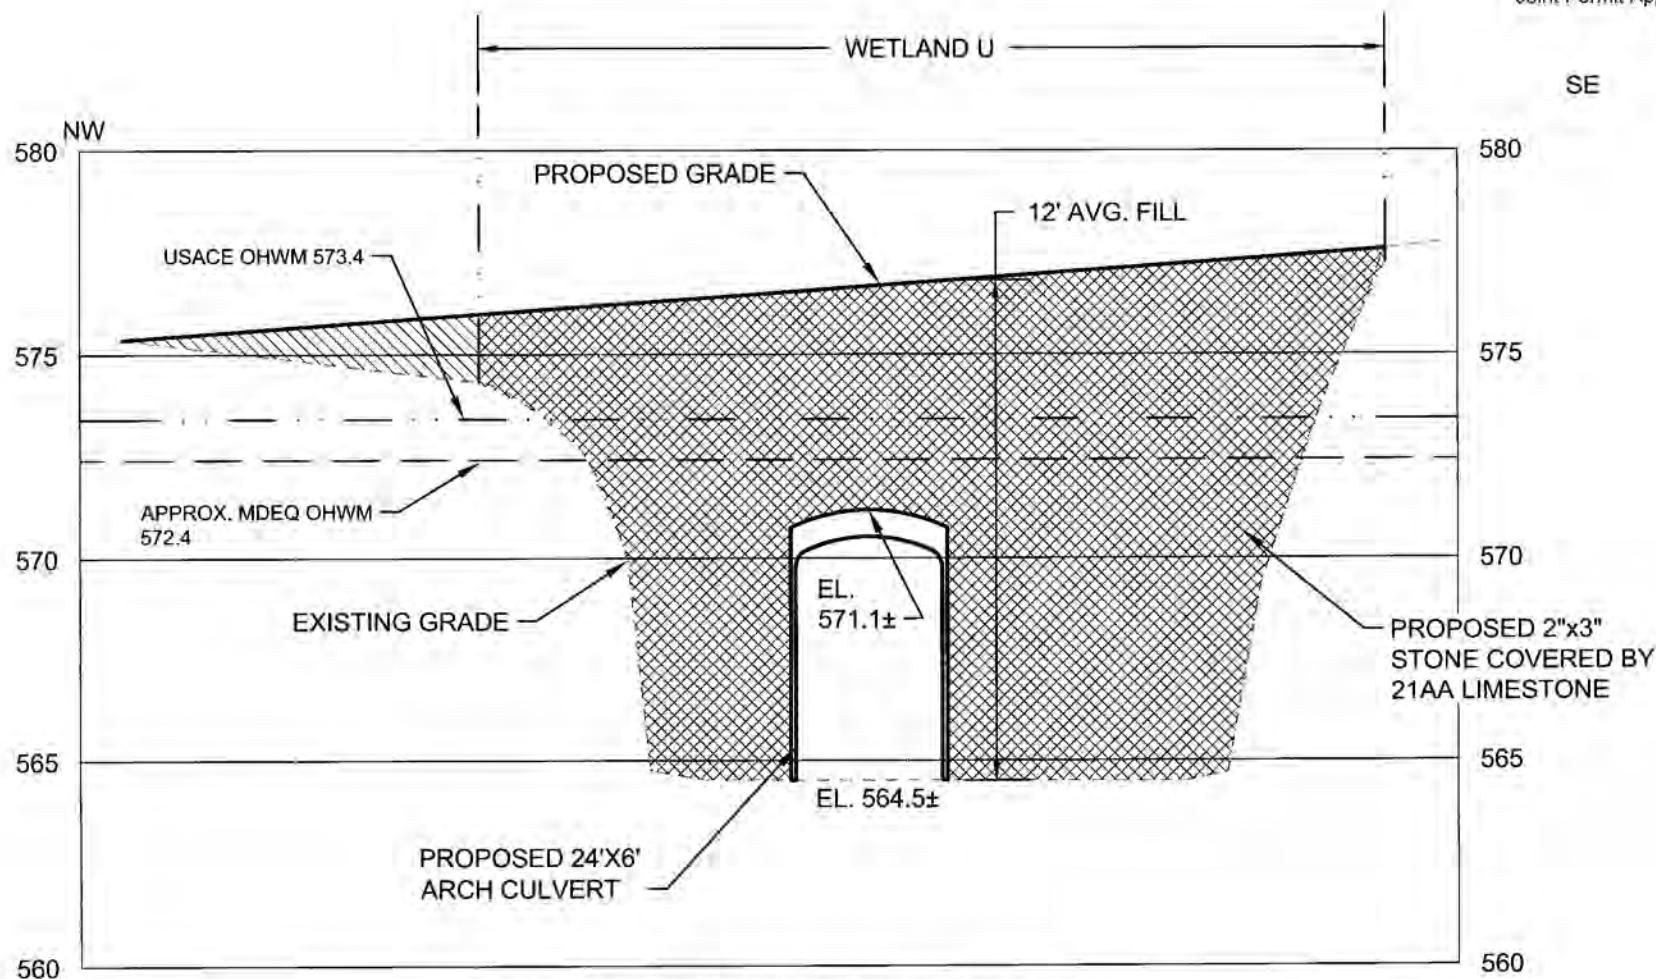 WETLAND U
SE
NW
580
580
PROPOSED GRADE
12' AVG. FILL
USACE OHWM 573.4
575
575
APPROX. MDEQ OHWM
572.4
570
570
EL.
571.1±
EXISTING GRADE
PROPOSED 2"x3"
STONE COVERED BY
21AA LIMESTONE
565
565
EL. 564.5±
PROPOSED 24'X6'
ARCH CULVERT
560
560